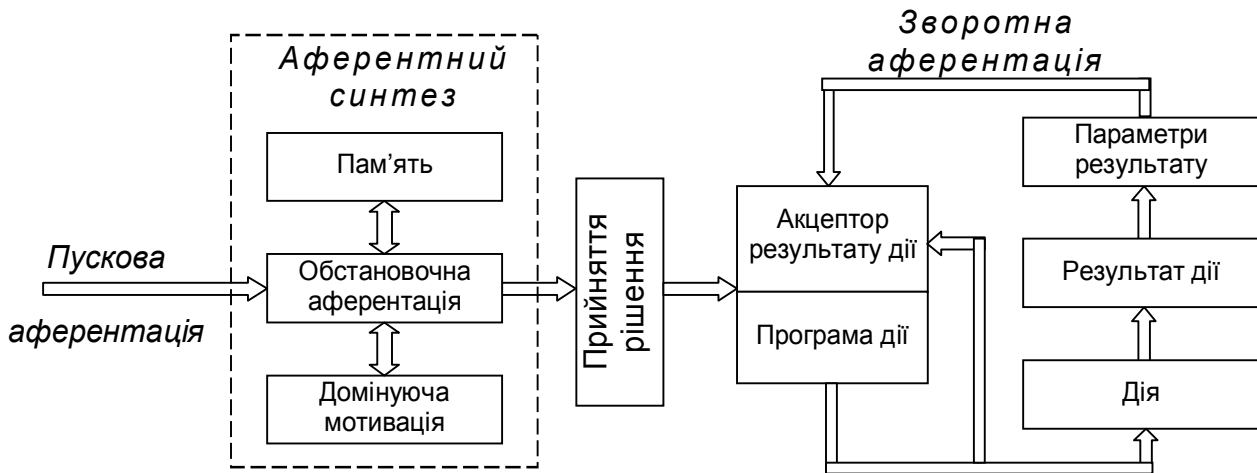 Аферентний
синтез
Пам’ять
Пускова
аферентація
Обстановочна
аферентація
Домінуюча
мотивація
Прийняття
рішення
Зворотна
аферентація
Акцептор
результату дії
Програма дії
Параметри
результату
Результат дії
Дія